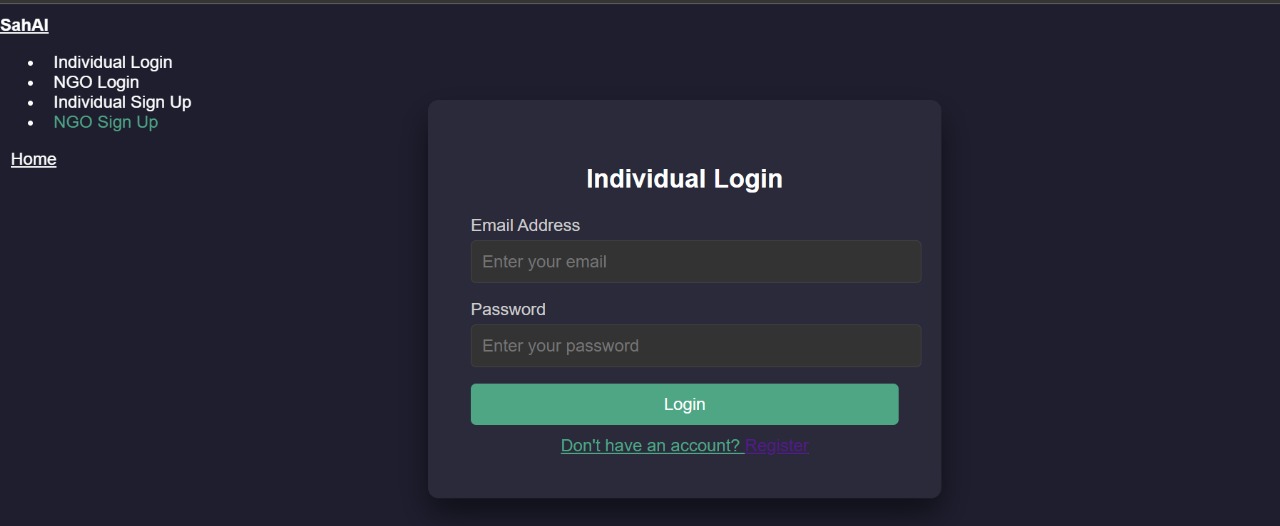 SahAI
Individual Login
NGO Login
Individual Sign Up
NGO Sign Up
Home
Individual Login
Email Address
Enter your email
Password
Enter your password
Login
Don't have an account? Register